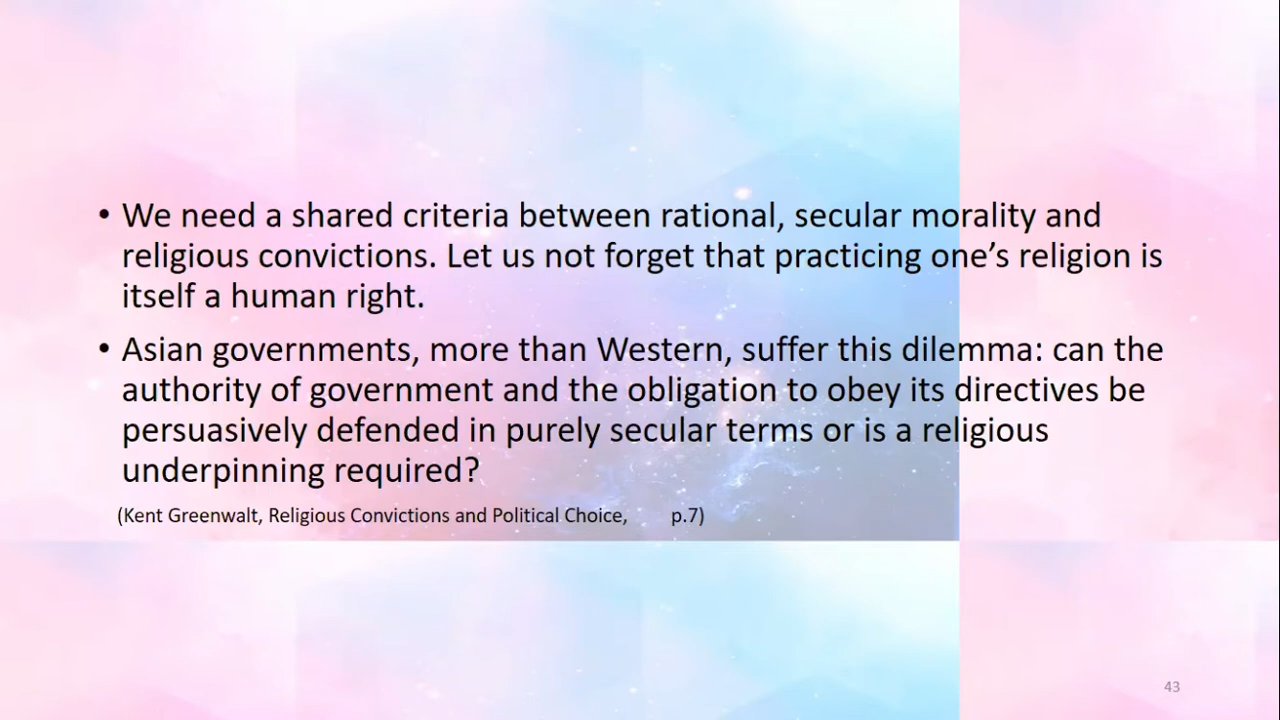 • We need a shared criteria between rational, secular morality and
religious convictions. Let us not forget that practicing one’s religion is
itself a human right.
• Asian governments, more than Western, suffer this dilemma: can the
authority of government and the obligation to obey its directives be
persuasively defended in purely secular terms or is a religious
underpinning required?
(Kent Greenwalt, Religious Convictions and Political Choice, p.7)
43